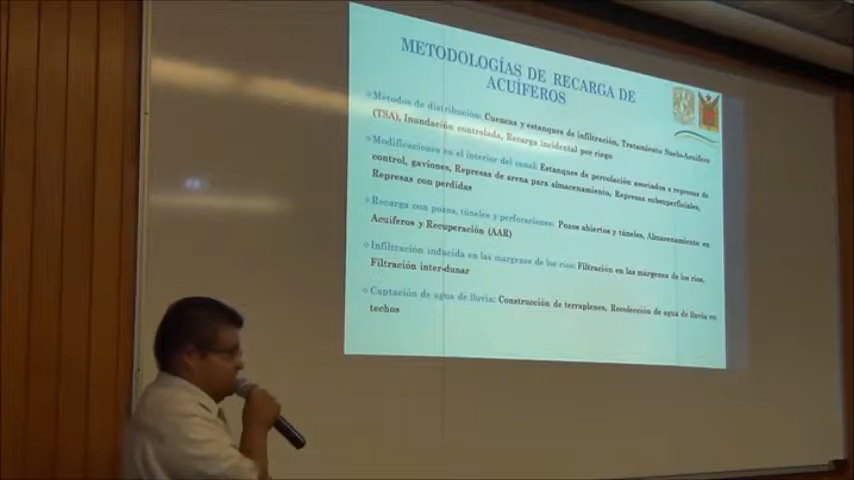 METODOLOGÍAS DE RECARGA DE
ACUÍFEROS
Métodos de distribución: Cuencas y estanques de infiltración, Tratamiento Suelo-Acuífero
(TSA), Inundación controlada, Recarga incidental por riego
Modificaciones en el interior del canal: Estanques de percolación asociados a represas de
control, gaviones, Represas de arena para almacenamiento, Represas subsuperficiales,
Represas con perdidas
Recarga con pozos, túneles y perforaciones: Pozos abiertos y túneles, Almacenamiento en
Acuíferos y Recuperación (AAR)
Infiltración inducida en las márgenes de los ríos: Filtración en las márgenes de los ríos,
Filtración inter-dunar
Captación de agua de lluvia: Construcción de terraplenes, Recolección de agua de lluvia en
techos